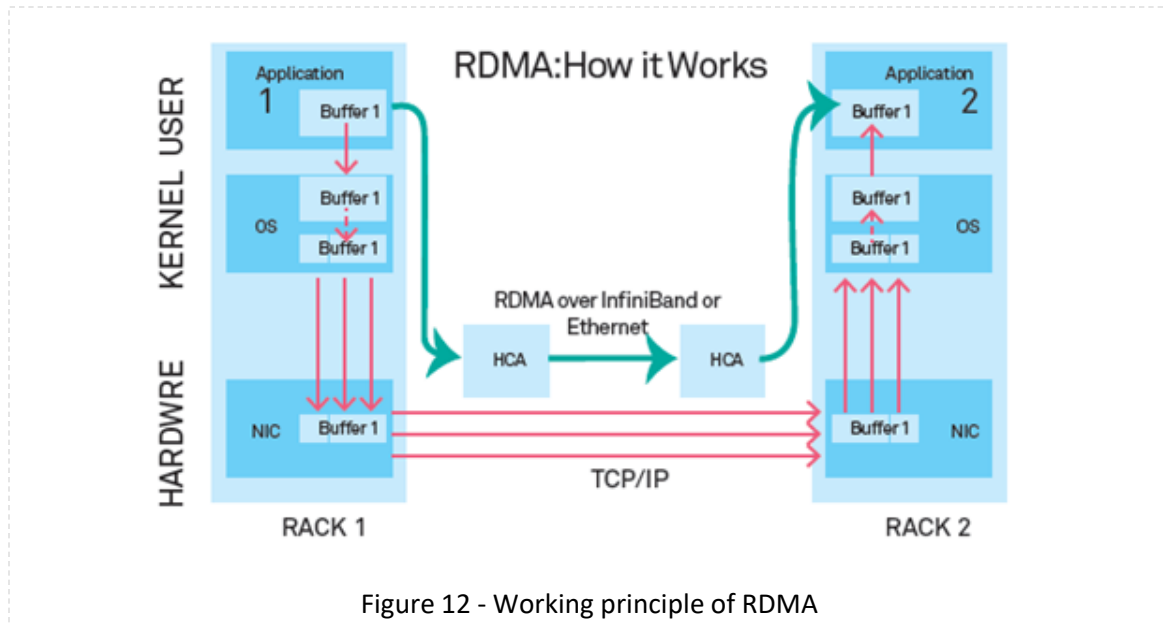 RDMA:How it Works
KERNEL USER
HARDWRE
Application
1
Buffer 1
OS
Buffer 1
Buffer 1
NIC
Buffer 1
RACK 1
RDMA over InfiniBand or
Ethernet
HCA
HCA
TCP/IP
Application
2
Buffer 1
Buffer 1
OS
Buffer 1
Buffer 1
NIC
RACK 2
Figure 12 - Working principle of RDMA